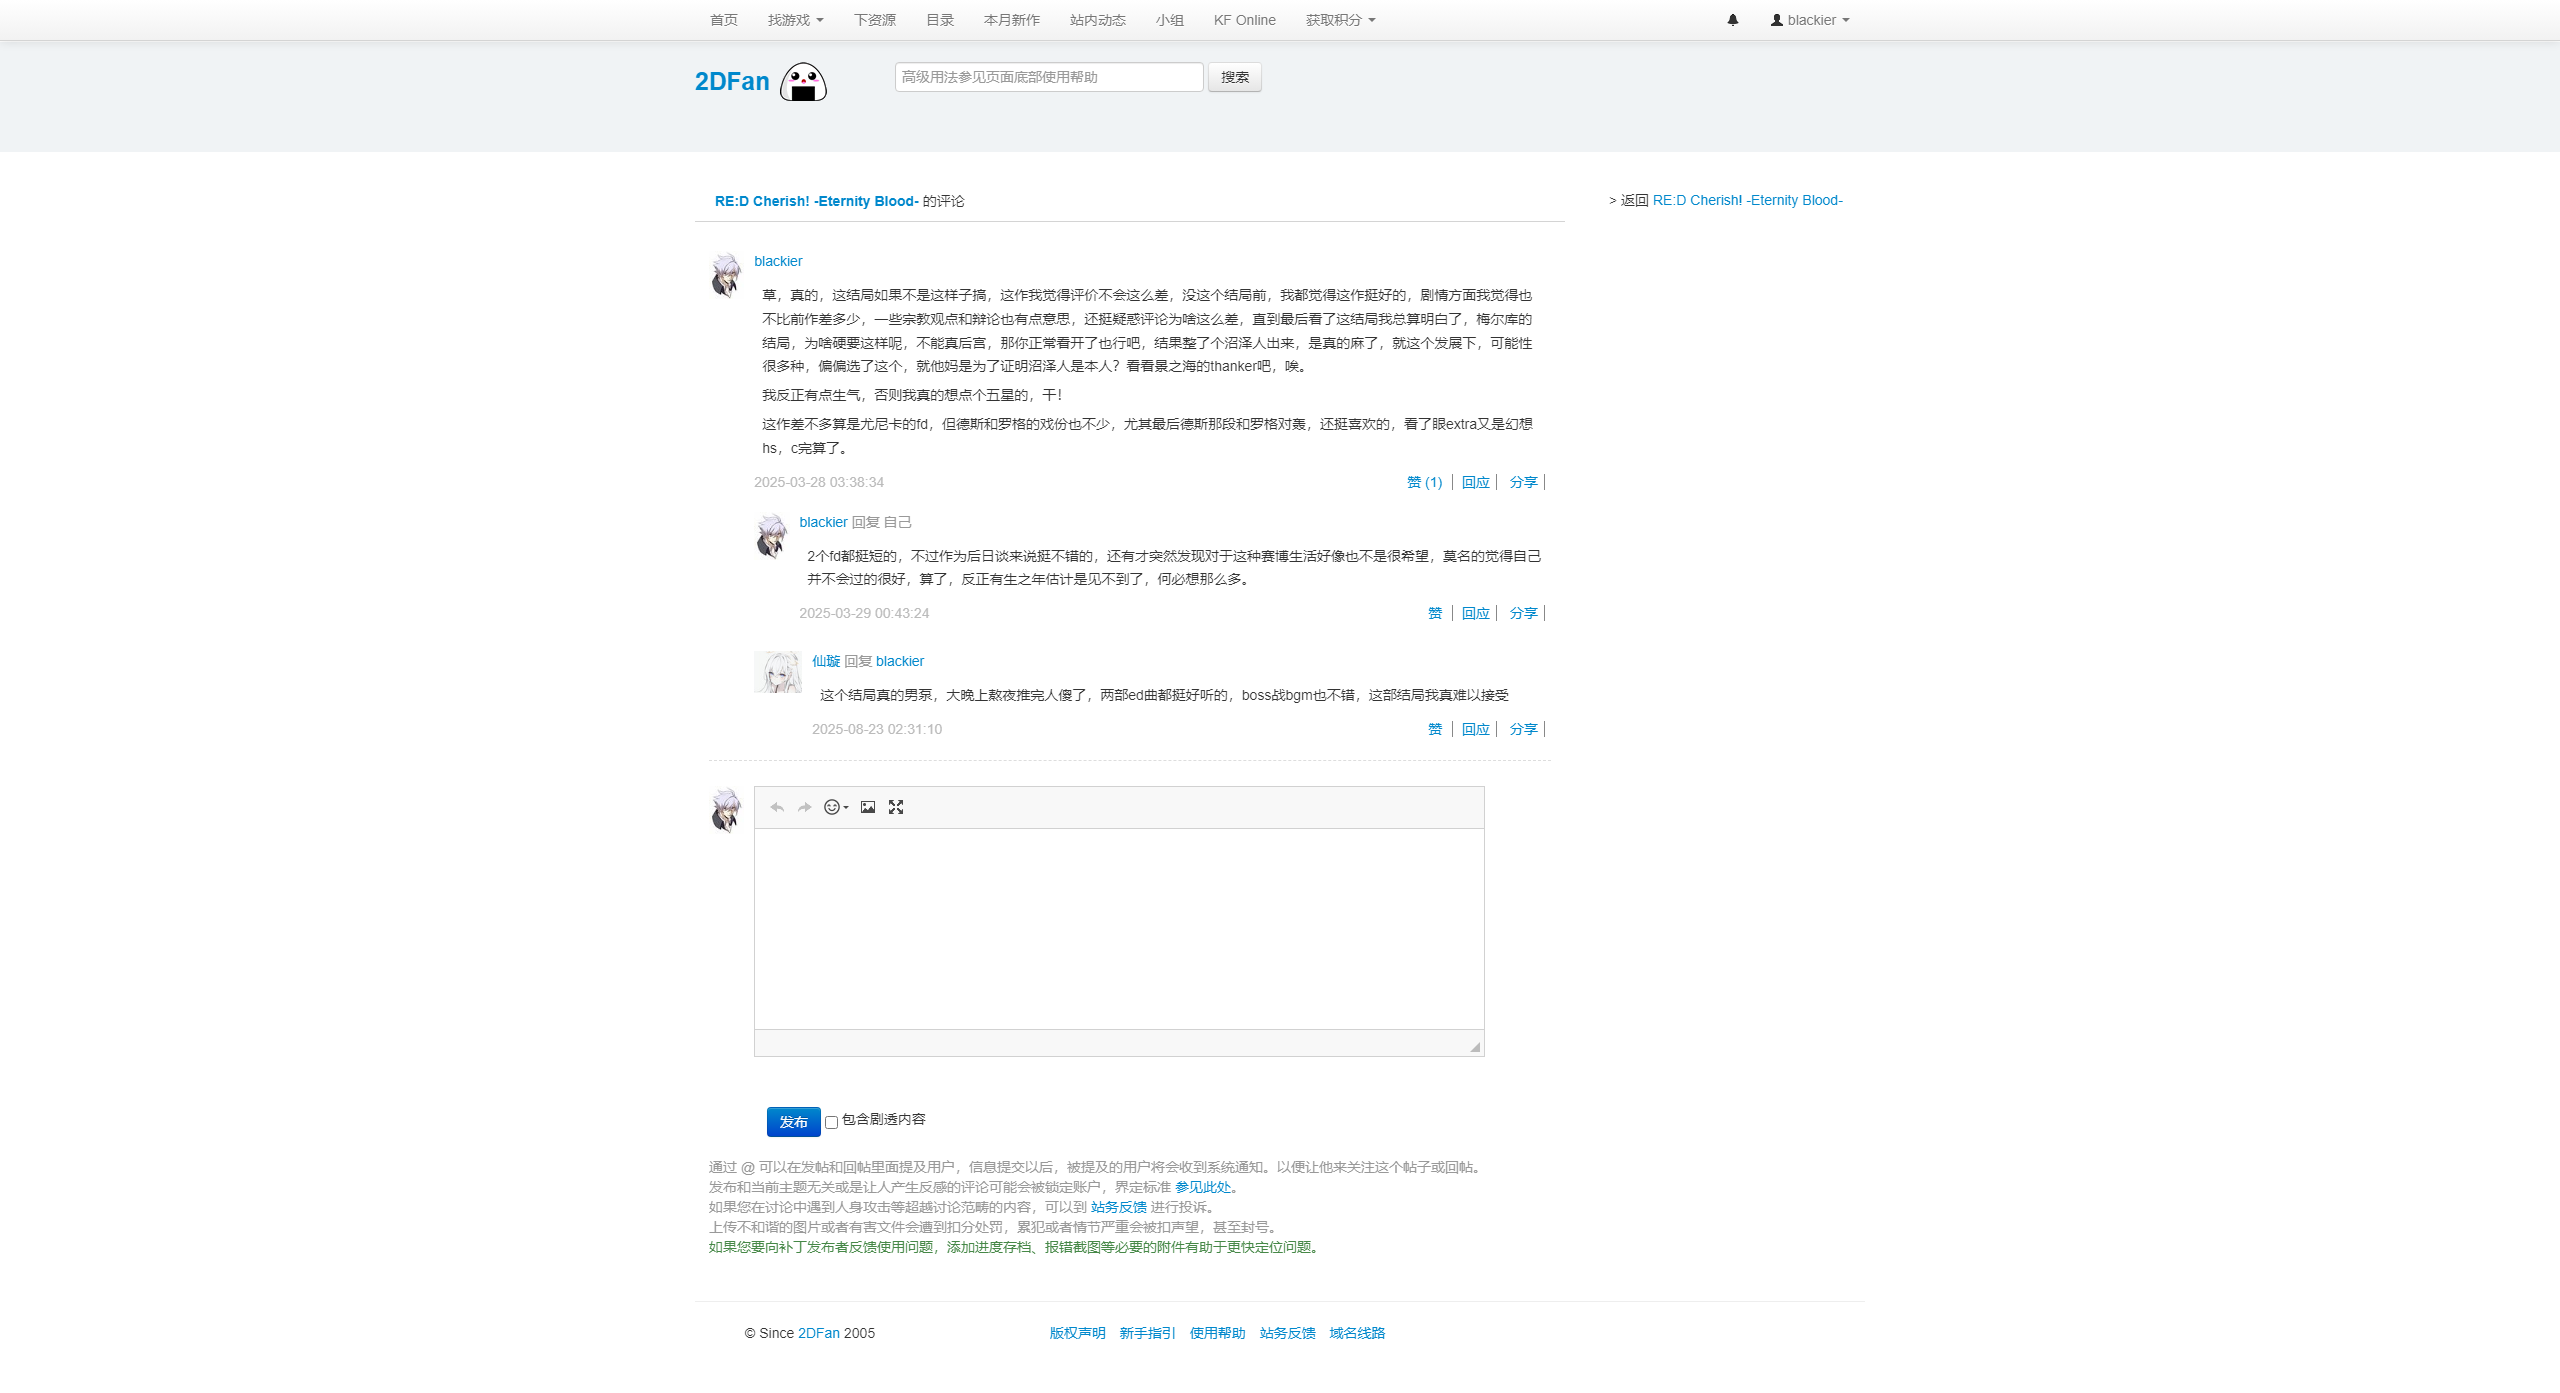 首页 找游戏 下资源 目录 本月新作 站内动态 小组 KF Online 获取积分 blackier
2DFan 高级用法参见页面底部使用帮助 搜索
RE:D Cherish! -Eternity Blood- 的评论
> 返回 RE:D Cherish! -Eternity Blood-
blackier
草，真的，这结局如果不是这样子搞，这作我觉得评价不会这么差，没这个结局前，我都觉得这作挺好的，剧情方面我觉得也
不比前作差多少，一些宗教观点和辩论也有点意思，还挺疑惑评论为啥这么差，直到最后看了这结局我总算明白了，梅尔库的
结局，为啥硬要这样呢，不能真后宫，那你正常看开了也行吧，结果整了个沼泽人出来，是真的麻了，就这个发展下，可能性
很多种，偏偏选了这个，就他妈是为了证明沼泽人是本人？看看景之海的thanker吧，唉。
我反正有点生气，否则我真的想点个五星的，干！
这作差不多算是尤尼卡的fd，但德斯和罗格的戏份也不少，尤其最后德斯那段和罗格对轰，还挺喜欢的，看了眼extra又是幻想
hs，c完算了。
2025-03-28 03:38:34 赞 (1) 回应 分享
blackier 回复 自己
2个fd都挺短的，不过作为后日谈来说挺不错的，还有才突然发现对于这种赛博生活好像也不是很希望，莫名的觉得自己
并不会过的很好，算了，反正有生之年估计是见不到了，何必想那么多。
2025-03-29 00:43:24 赞 回应 分享
仙璇 回复 blackier
这个结局真的男泵，大晚上熬夜推完人傻了，两部ed曲都挺好听的，boss战bgm也不错，这部结局我真难以接受
2025-08-23 02:31:10 赞 回应 分享
发布 包含剧透内容
通过 @ 可以在发帖和回帖里面提及用户，信息提交以后，被提及的用户将会收到系统通知。以便让他来关注这个帖子或回帖。
发布和当前主题无关或是让人产生反感的评论可能会被锁定账户，界定标准 参见此处。
如果您在讨论中遇到人身攻击等超越讨论范畴的内容，可以到 站务反馈 进行投诉。
上传不和谐的图片或者有害文件会遭到扣分处罚，累犯或者情节严重会被扣声望，甚至封号。
如果您要向补丁发布者反馈使用问题，添加进度存档、报错截图等必要的附件有助于更快定位问题。
© Since 2DFan 2005 版权声明 新手指引 使用帮助 站务反馈 域名线路